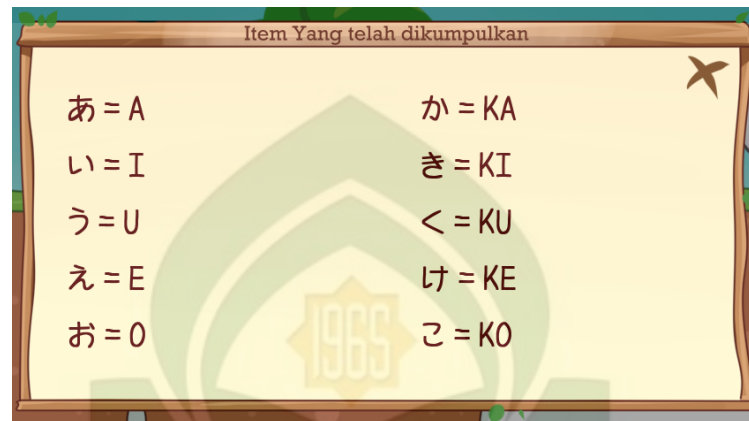 Item Yang telah dikumpulkan
あ = A
い = I
う = U
え = E
お = O
か = KA
き = KI
く = KU
け = KE
こ = KO
1965